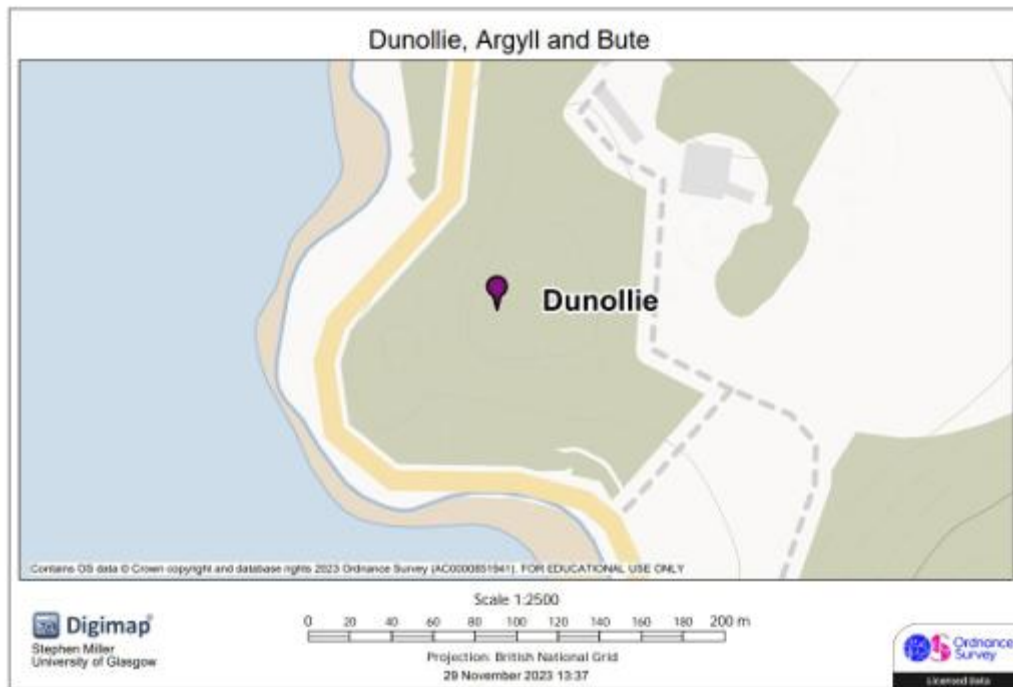 Dunollie, Argyll and Bute
Dunollie
Contains OS data © Crown copyright and database rights 2023 Ordnance Survey (AC0000851941). FOR EDUCATIONAL USE ONLY
Scale 1:2500
0 20 40 60 80 100 120 140 160 180 200 m
Projection: British National Grid
29 November 2023 13:37
Digimap
Stephen Miller
University of Glasgow
Ordnance
Survey
Licensed Data